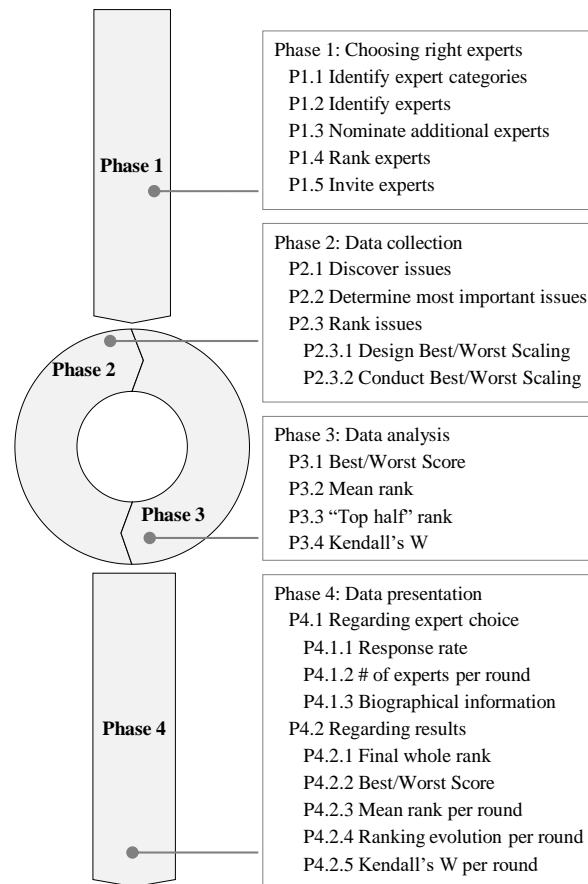 Phase 1
Phase 1: Choosing right experts
P1.1 Identify expert categories
P1.2 Identify experts
P1.3 Nominate additional experts
P1.4 Rank experts
P1.5 Invite experts
Phase 2
Phase 2: Data collection
P2.1 Discover issues
P2.2 Determine most important issues
P2.3 Rank issues
P2.3.1 Design Best/Worst Scaling
P2.3.2 Conduct Best/Worst Scaling
Phase 3
Phase 3: Data analysis
P3.1 Best/Worst Score
P3.2 Mean rank
P3.3 “Top half” rank
P3.4 Kendall’s W
Phase 4
Phase 4: Data presentation
P4.1 Regarding expert choice
P4.1.1 Response rate
P4.1.2 # of experts per round
P4.1.3 Biographical information
P4.2 Regarding results
P4.2.1 Final whole rank
P4.2.2 Best/Worst Score
P4.2.3 Mean rank per round
P4.2.4 Ranking evolution per round
P4.2.5 Kendall’s W per round